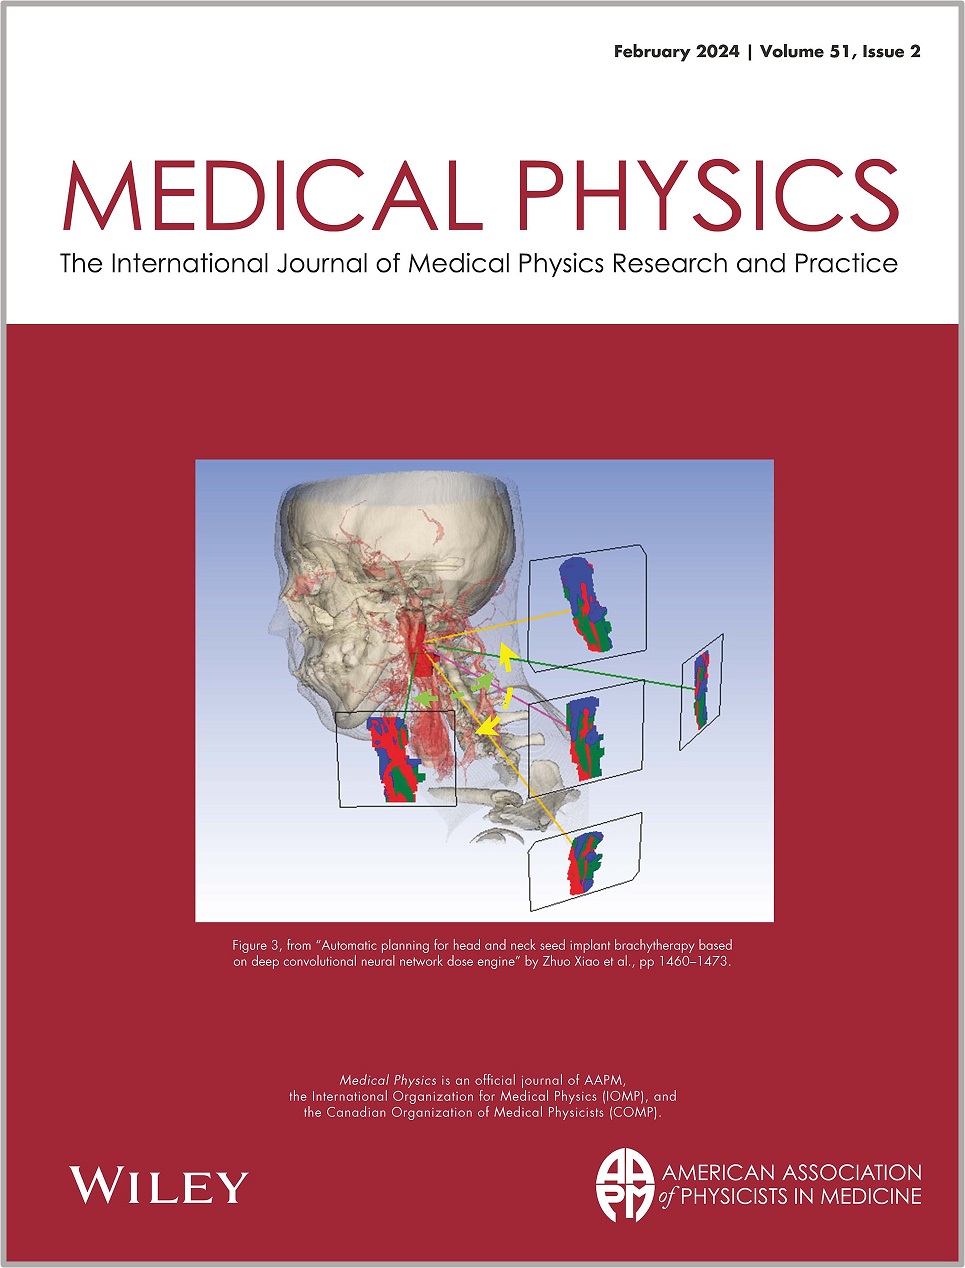 February 2024 | Volume 51, Issue 2
MEDICAL PHYSICS
The International Journal of Medical Physics Research and Practice
Figure 3, from “Automatic planning for head and neck seed implant brachytherapy based
on deep convolutional neural network dose engine” by Zhuo Xiao et al., pp 1460–1473.
Medical Physics is an official journal of AAPM,
the International Organization for Medical Physics (IOMP), and
the Canadian Organization of Medical Physicists (COMP).
WILEY
AAPM
AMERICAN ASSOCIATION
of PHYSICISTS IN MEDICINE